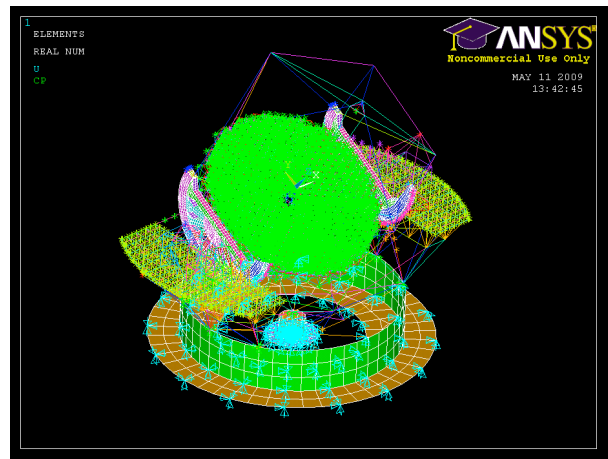 1
ELEMENTS
REAL NUM
U
CP
ANSYS
Noncommercial Use Only
MAY 11 2009
13:42:45
Y
X